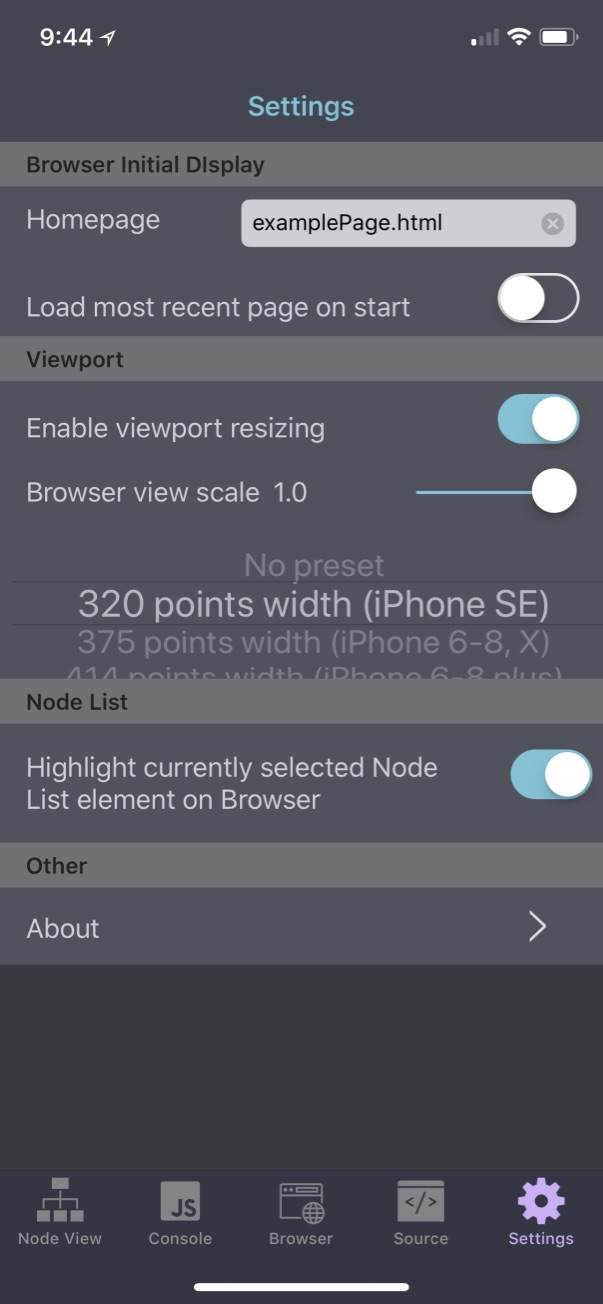 9:44
Settings
Browser Initial DIsplay
Homepage
examplePage.html
Load most recent page on start
Viewport
Enable viewport resizing
Browser view scale 1.0
No preset
320 points width (iPhone SE)
375 points width (iPhone 6-8, X)
414 points width (iPhone 6-8 plus)
Node List
Highlight currently selected Node
List element on Browser
Other
About
JS
</>
Node View
Console
Browser
Source
Settings